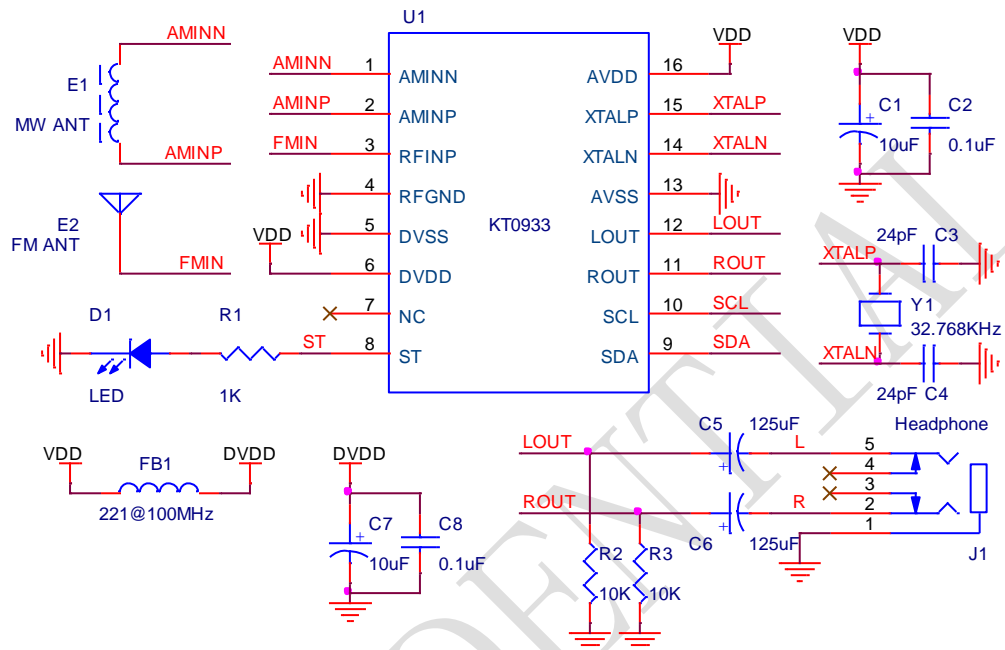 U1
KT0933
AMINN
E1
MW ANT
AMINP
E2
FM ANT
FMIN
AMINN 1 AMINN
AMINP 2 AMINP
FMIN 3 RFINP
4 RFGND
5 DVSS
VDD 6 DVDD
7 NC
ST 8 ST
AVDD 16 VDD
XTALP 15 XTALP
XTALN 14 XTALN
AVSS 13
LOUT 12 LOUT
ROUT 11 ROUT
SCL 10 SCL
SDA 9 SDA
D1
LED
R1
1K
VDD
C1
10uF
C2
0.1uF
XTALP
24pF C3
Y1
32.768KHz
XTALN
24pF C4
VDD
FB1
DVDD
221@100MHz
DVDD
C7
10uF
C8
0.1uF
LOUT
C5 125uF
L
Headphone
5
4
3
2
1
ROUT
C6 125uF
R
J1
R2
10K
R3
10K
DENTIAL